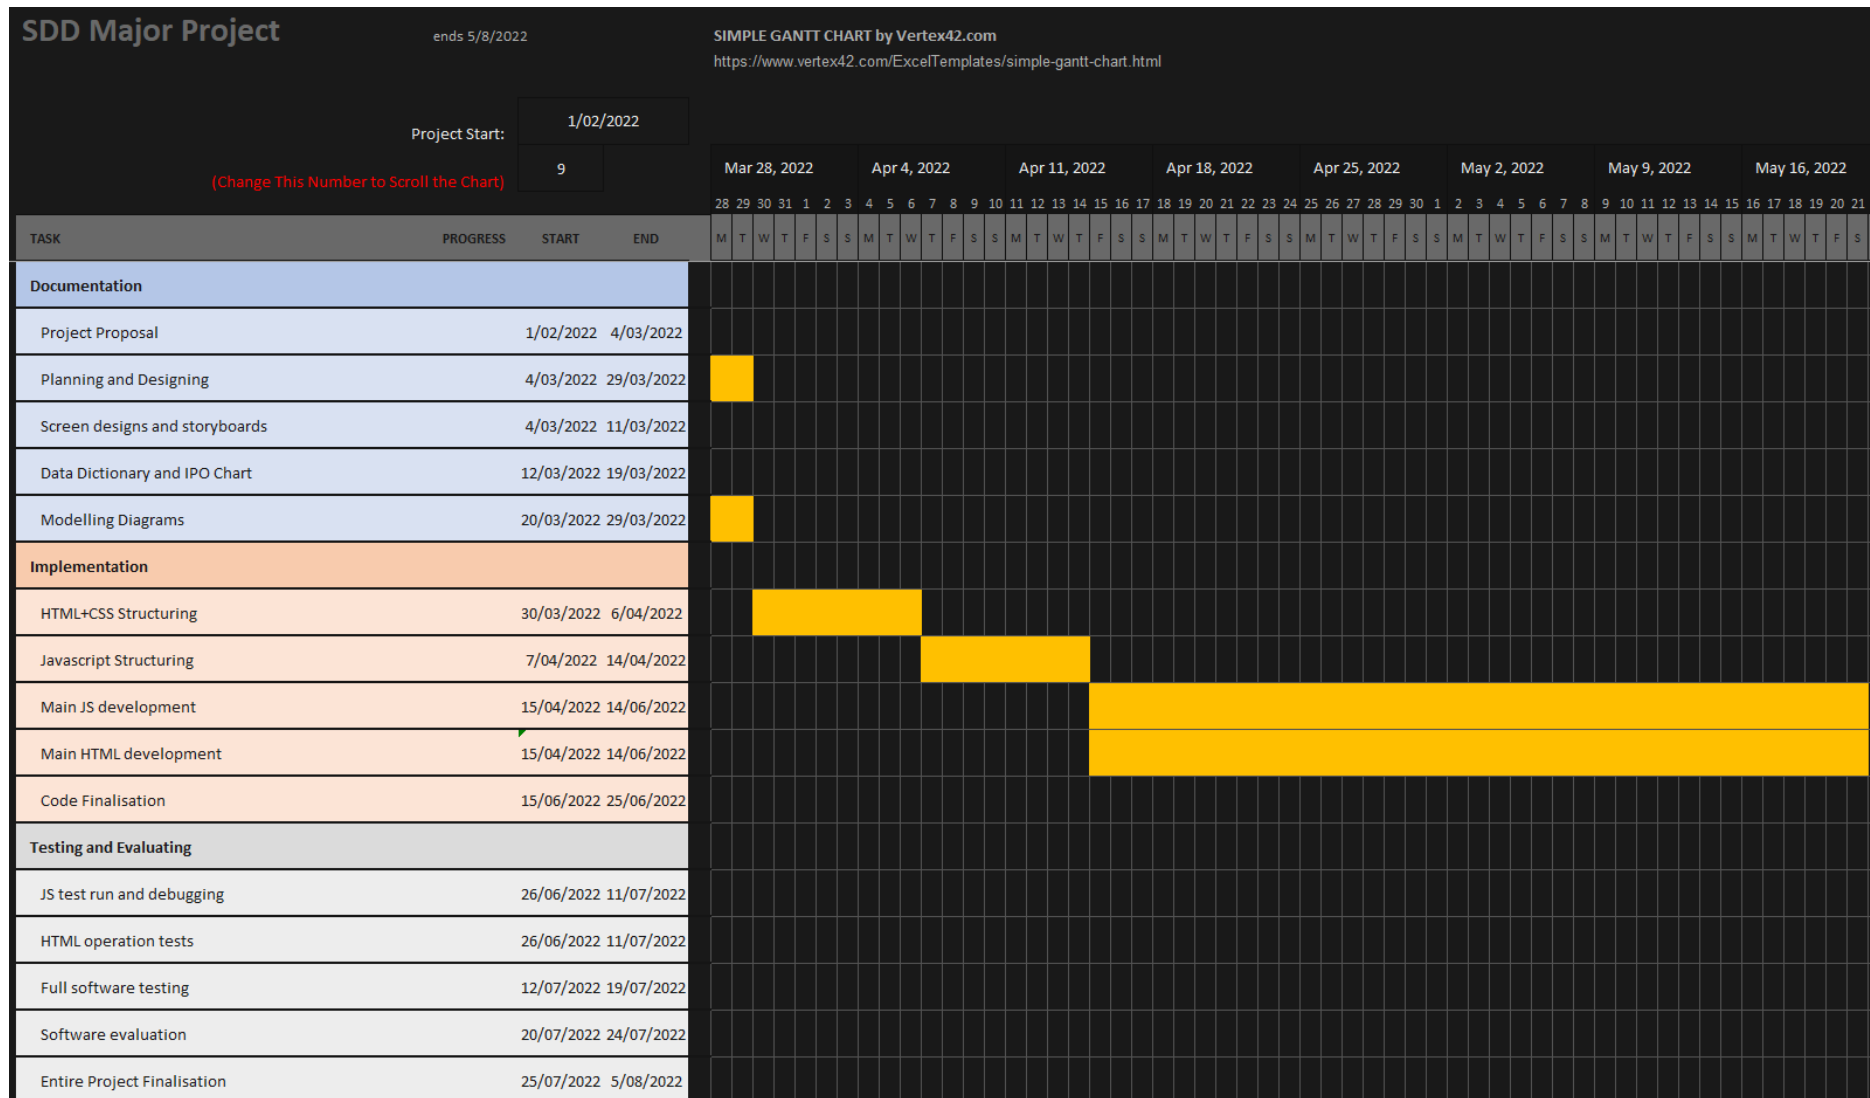 SDD Major Project ends 5/8/2022 SIMPLE GANTT CHART by Vertex42.com
https://www.vertex42.com/ExcelTemplates/simple-gantt-chart.html
Project Start: 1/02/2022
(Change This Number to Scroll the Chart) 9 Mar 28, 2022 Apr 4, 2022 Apr 11, 2022 Apr 18, 2022 Apr 25, 2022 May 2, 2022 May 9, 2022 May 16, 2022
28 29 30 31 1 2 3 4 5 6 7 8 9 10 11 12 13 14 15 16 17 18 19 20 21 22 23 24 25 26 27 28 29 30 1 2 3 4 5 6 7 8 9 10 11 12 13 14 15 16 17 18 19 20 21
TASK PROGRESS START END M T W T F S S M T W T F S S M T W T F S S M T W T F S S M T W T F S S M T W T F S S M T W T F S S M T W T F S
Documentation
Project Proposal 1/02/2022 4/03/2022
Planning and Designing 4/03/2022 29/03/2022
Screen designs and storyboards 4/03/2022 11/03/2022
Data Dictionary and IPO Chart 12/03/2022 19/03/2022
Modelling Diagrams 20/03/2022 29/03/2022
Implementation
HTML+CSS Structuring 30/03/2022 6/04/2022
Javascript Structuring 7/04/2022 14/04/2022
Main JS development 15/04/2022 14/06/2022
Main HTML development 15/04/2022 14/06/2022
Code Finalisation 15/06/2022 25/06/2022
Testing and Evaluating
JS test run and debugging 26/06/2022 11/07/2022
HTML operation tests 26/06/2022 11/07/2022
Full software testing 12/07/2022 19/07/2022
Software evaluation 20/07/2022 24/07/2022
Entire Project Finalisation 25/07/2022 5/08/2022